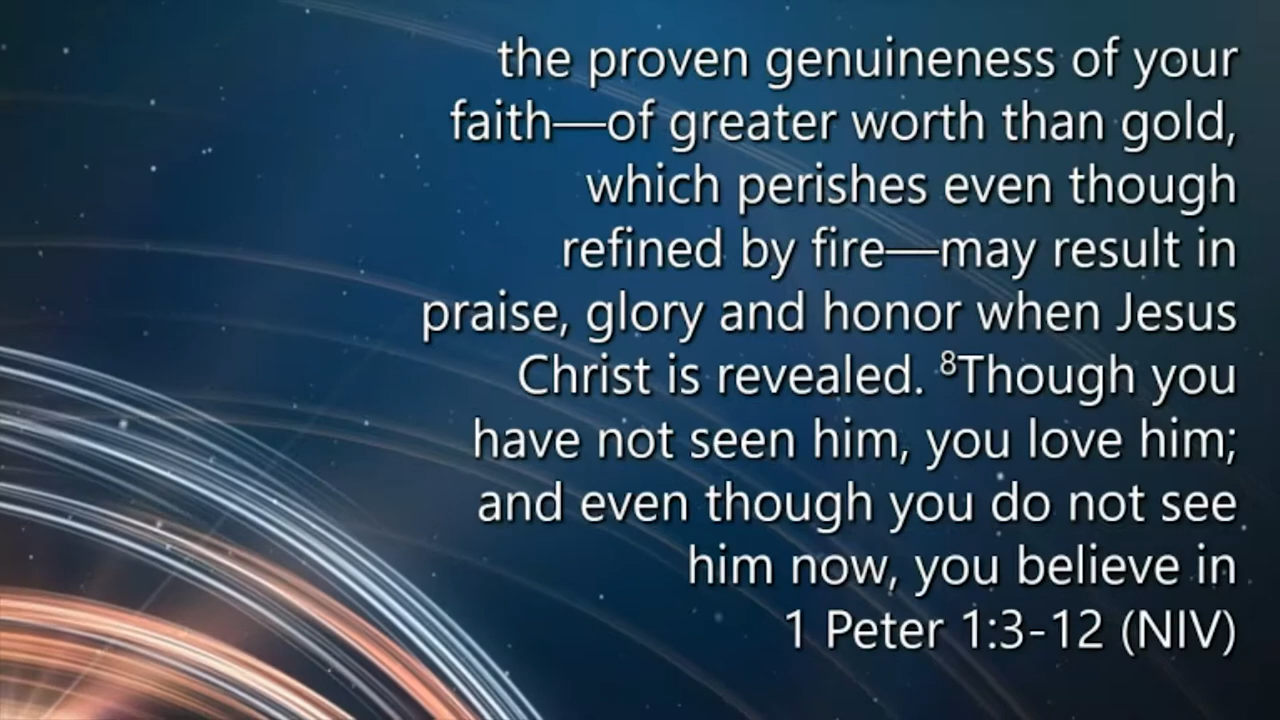 the proven genuineness of your
faith—of greater worth than gold,
which perishes even though
refined by fire—may result in
praise, glory and honor when Jesus
Christ is revealed. ⁸Though you
have not seen him, you love him;
and even though you do not see
him now, you believe in
1 Peter 1:3-12 (NIV)